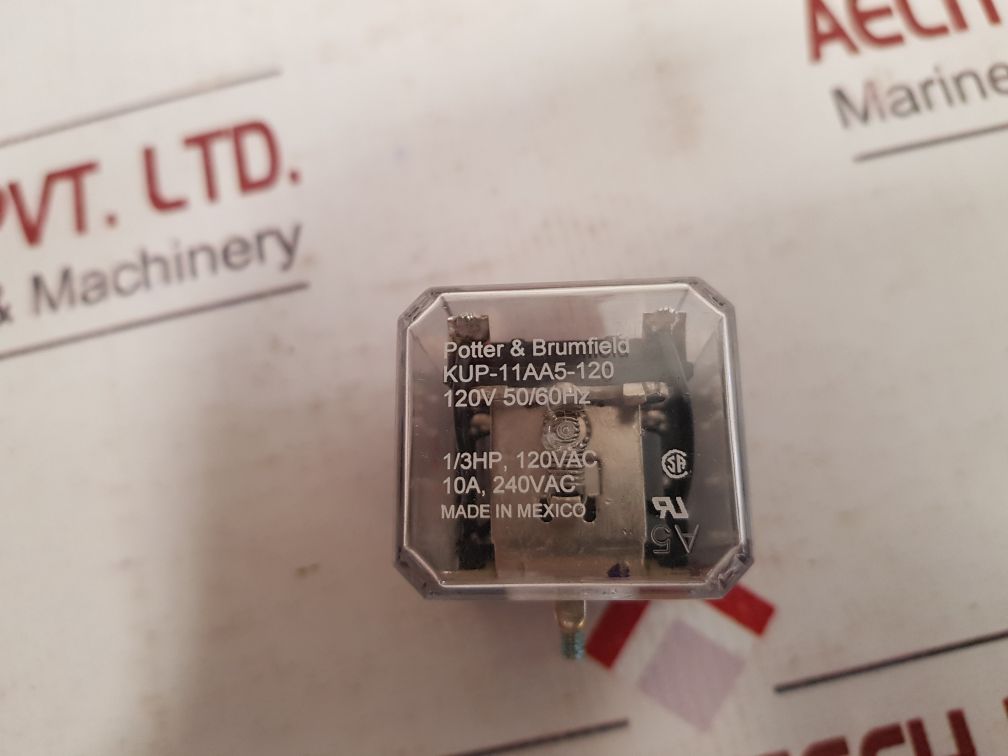 PVT. LTD.
& Machinery
Marine
Potter & Brumfield
KUP-11AA5-120
120V 50/60Hz
1/3HP, 120VAC
10A, 240VAC
MADE IN MEXICO
A 5